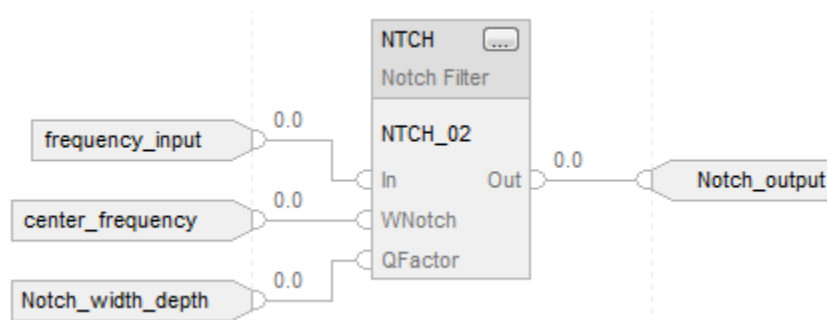 NTCH ...
Notch Filter
NTCH_02
frequency_input 0.0
In Out 0.0 Notch_output
center_frequency 0.0
WNotch
QFactor
Notch_width_depth 0.0